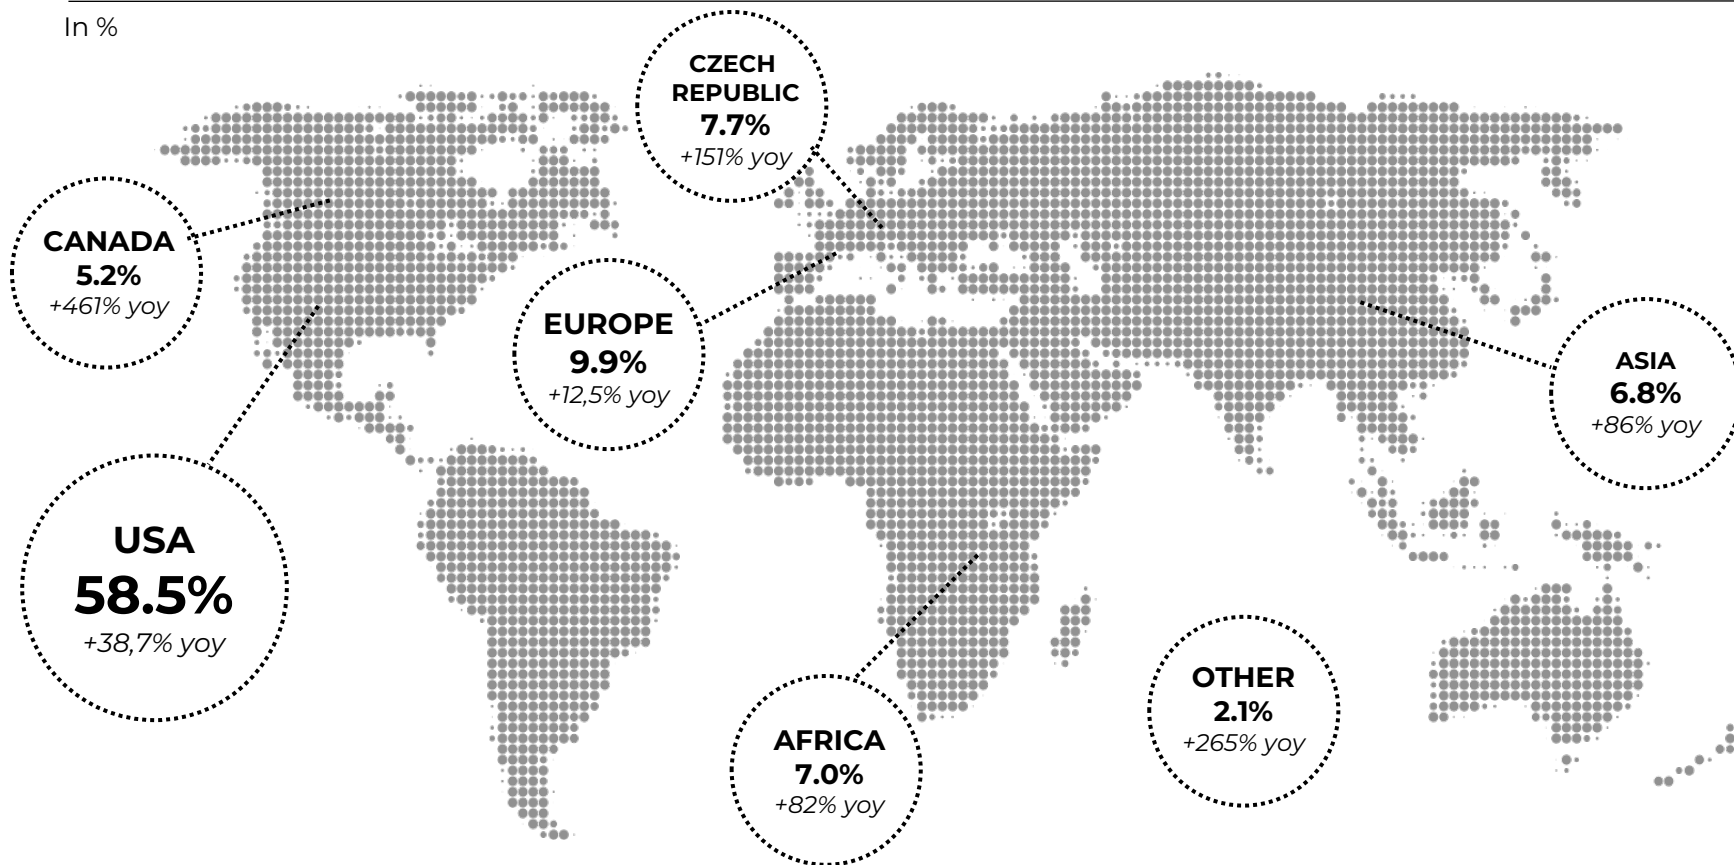 In %
CZECH
REPUBLIC
7.7%
+151% yoy
CANADA
5.2%
+461% yoy
EUROPE
9.9%
+12,5% yoy
ASIA
6.8%
+86% yoy
USA
58.5%
+38,7% yoy
OTHER
2.1%
+265% yoy
AFRICA
7.0%
+82% yoy